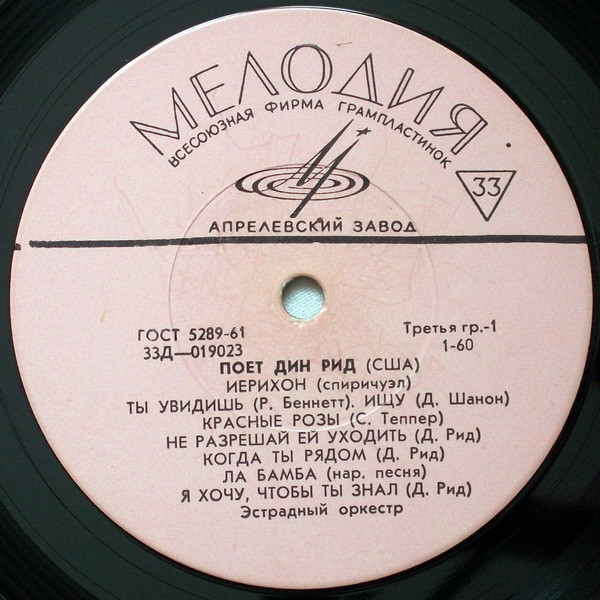 МЕЛОДИЯ
ВСЕСОЮЗНАЯ ФИРМА ГРАМПЛАСТИНОК
33
АПРЕЛЕВСКИЙ ЗАВОД
ГОСТ 5289-61 Третья гр.-1
33Д—019023 1-60
ПОЕТ ДИН РИД (США)
ИЕРИХОН (спиричуэл)
ТЫ УВИДИШЬ (Р. Беннетт). ИЩУ (Д. Шанон)
КРАСНЫЕ РОЗЫ (С. Теппер)
НЕ РАЗРЕШАЙ ЕЙ УХОДИТЬ (Д. Рид)
КОГДА ТЫ РЯДОМ (Д. Рид)
ЛА БАМБА (нар. песня)
Я ХОЧУ, ЧТОБЫ ТЫ ЗНАЛ (Д. Рид)
Эстрадный оркестр